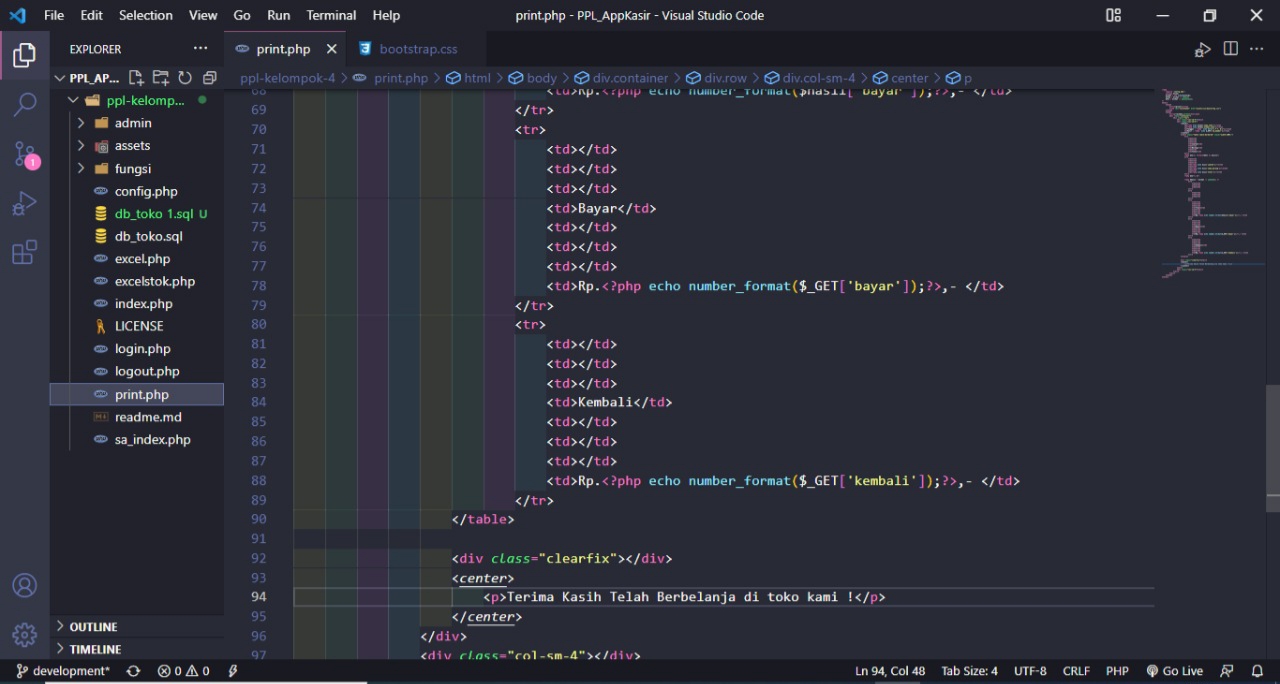 File Edit Selection View Go Run Terminal Help print.php - PPL_AppKasir - Visual Studio Code
EXPLORER ···
print.php
bootstrap.css
PPL_AP...
ppl-kelompok-4 > print.php > html > body > div.container > div.row > div.col-sm-4 > center > p
ppl-kelomp...
admin
assets
fungsi
config.php
db_toko 1.sql U
db_toko.sql
excel.php
excelstok.php
index.php
LICENSE
login.php
logout.php
print.php
readme.md
sa_index.php
OUTLINE
TIMELINE
1
68 <td>Rp.<?php echo number_format($hasil['bayar']);?>,- </td>
69 </tr>
70 <tr>
71 <td></td>
72 <td></td>
73 <td></td>
74 <td>Bayar</td>
75 <td></td>
76 <td></td>
77 <td></td>
78 <td>Rp.<?php echo number_format($_GET['bayar']);?>,- </td>
79 </tr>
80 <tr>
81 <td></td>
82 <td></td>
83 <td></td>
84 <td>Kembali</td>
85 <td></td>
86 <td></td>
87 <td></td>
88 <td>Rp.<?php echo number_format($_GET['kembali']);?>,- </td>
89 </tr>
90 </table>
91
92 <div class="clearfix"></div>
93 <center>
94 <p>Terima Kasih Telah Berbelanja di toko kami !</p>
95 </center>
96 </div>
97 <div class="col-sm-4"></div>
development* 0 0 Ln 94, Col 48 Tab Size: 4 UTF-8 CRLF PHP Go Live